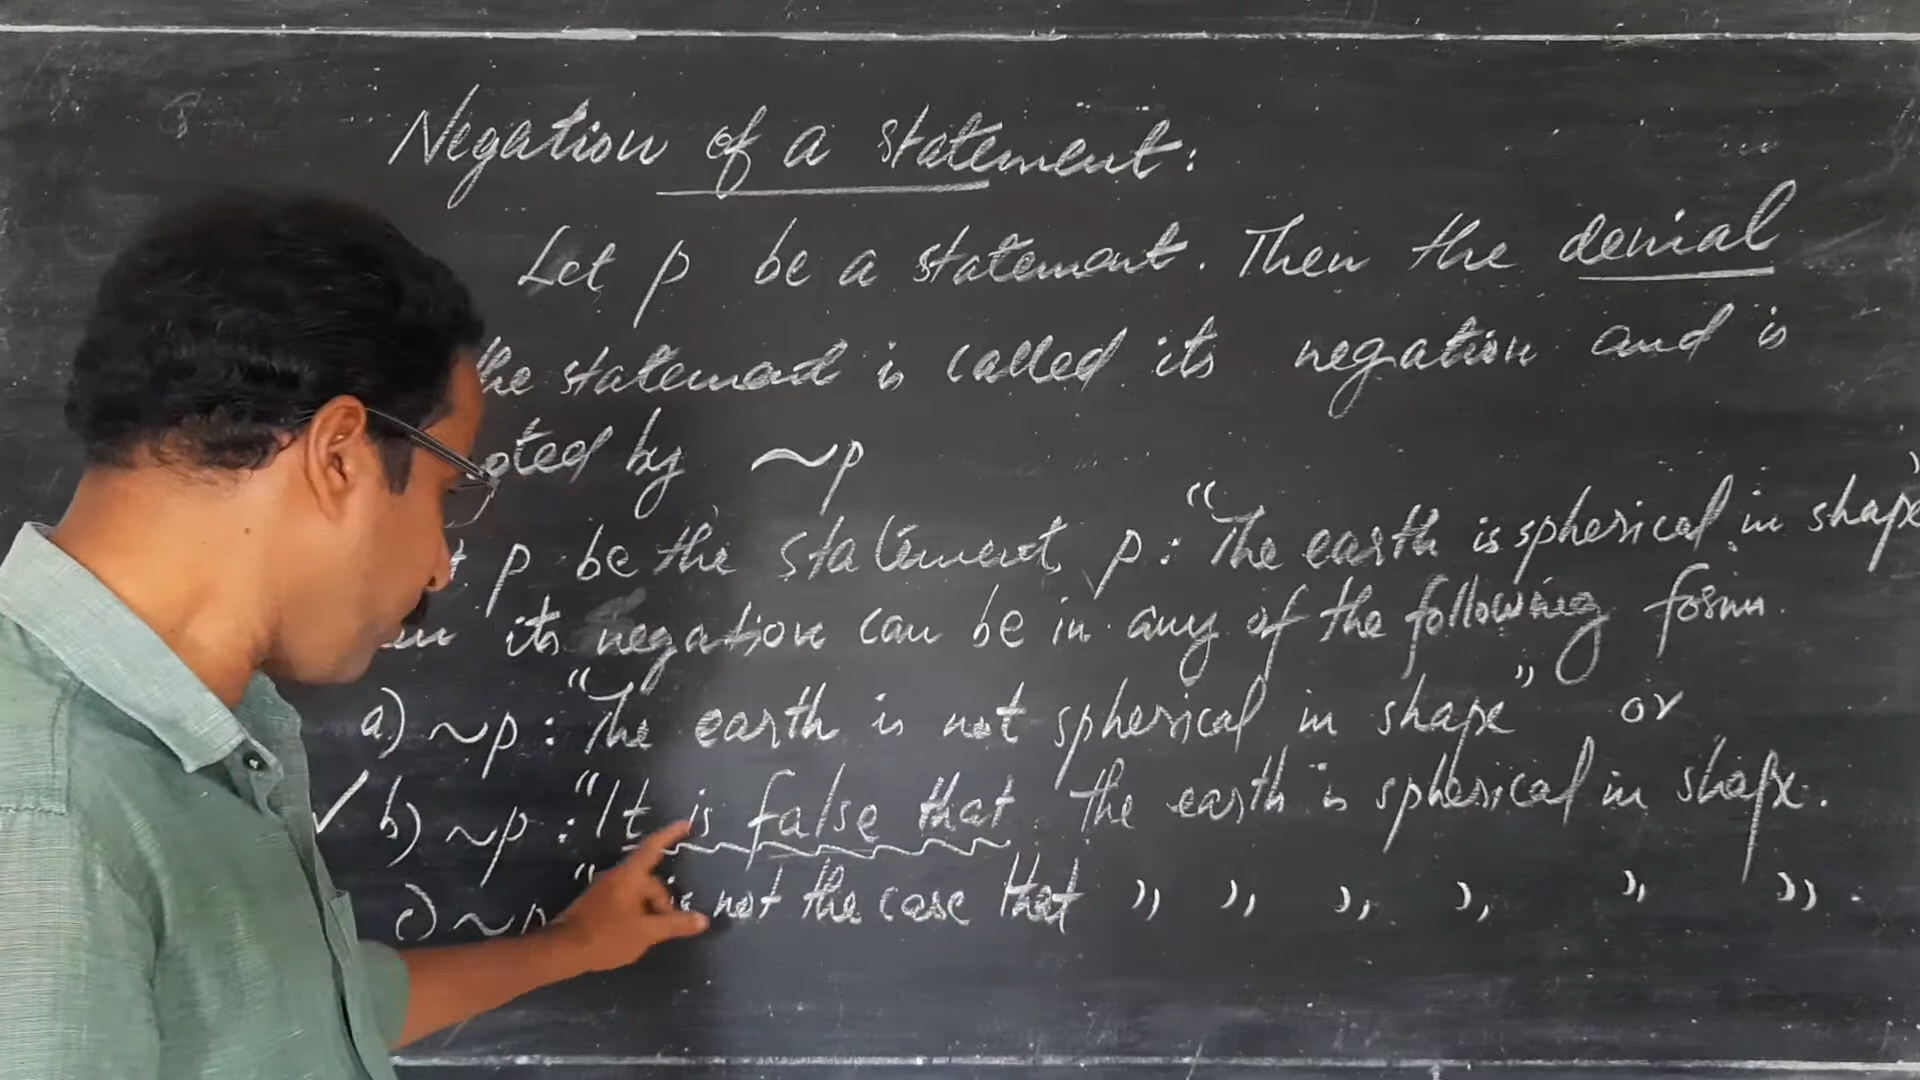 Negation of a statement:
Let p be a statement. Then the denial
the statement is called its negation and is
oted by ~p
p be the statement p: "The earth is spherical in shape"
its negation can be in any of the following form.
a) ~p: "The earth is not spherical in shape" or
✓ b) ~p: "It is false that the earth is spherical in shape.
c) ~p " is not the case that ,, ,, ,, ,, ,, ,, .